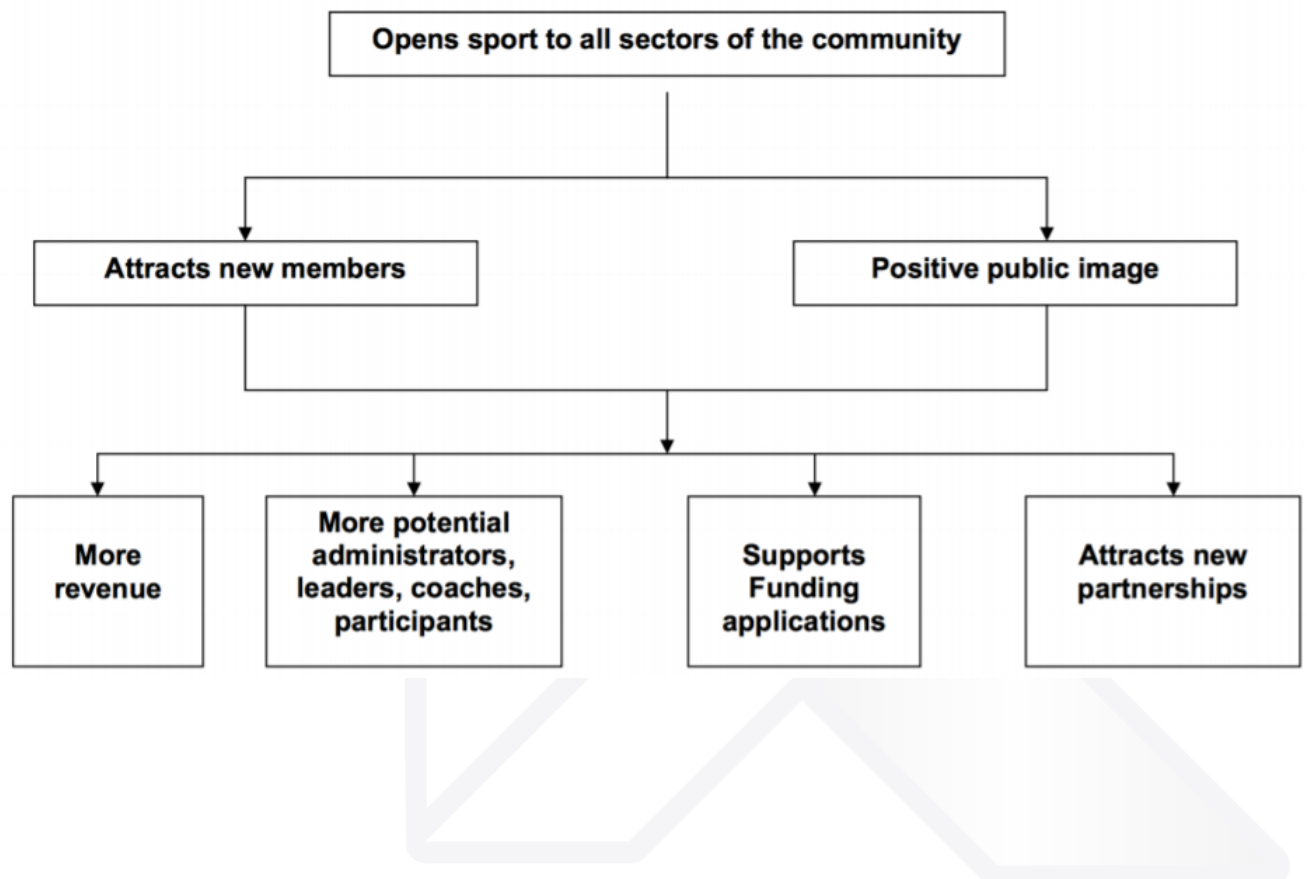 Opens sport to all sectors of the community
Attracts new members
Positive public image
More
revenue
More potential
administrators,
leaders, coaches,
participants
Supports
Funding
applications
Attracts new
partnerships